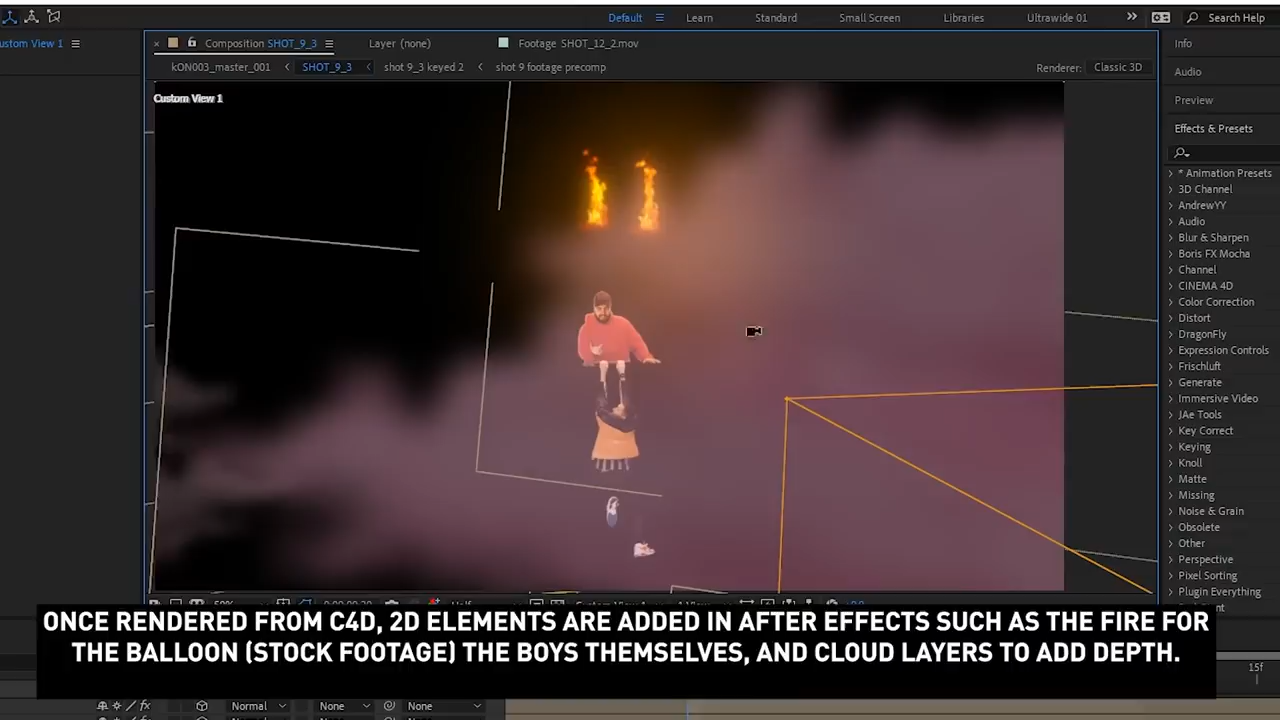 Default
Learn
Standard
Small Screen
Libraries
Ultrawide 01
Search Help
ustom View 1
Composition SHOT_9_3
Layer (none)
Footage SHOT_12_2.mov
Info
kON003_master_001
SHOT_9_3
shot 9_3 keyed 2
shot 9 footage precomp
Renderer:
Classic 3D
Audio
Custom View 1
Preview
Effects & Presets
* Animation Presets
3D Channel
AndrewYY
Audio
Blur & Sharpen
Boris FX Mocha
Channel
CINEMA 4D
Color Correction
Distort
DragonFly
Expression Controls
Frischluft
Generate
Immersive Video
JAe Tools
Key Correct
Keying
Knoll
Matte
Missing
Noise & Grain
Obsolete
Other
Perspective
Pixel Sorting
Plugin Everything
ONCE RENDERED FROM C4D, 2D ELEMENTS ARE ADDED IN AFTER EFFECTS SUCH AS THE FIRE FOR
THE BALLOON (STOCK FOOTAGE) THE BOYS THEMSELVES, AND CLOUD LAYERS TO ADD DEPTH.
15f
Normal
None
None